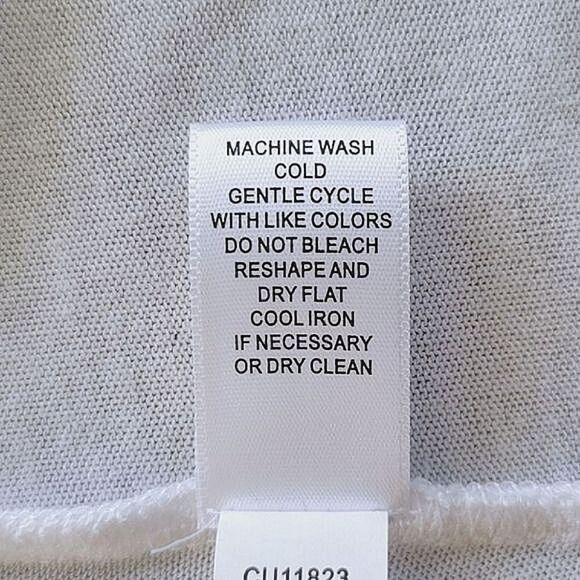 MACHINE WASH
COLD
GENTLE CYCLE
WITH LIKE COLORS
DO NOT BLEACH
RESHAPE AND
DRY FLAT
COOL IRON
IF NECESSARY
OR DRY CLEAN
CU11823